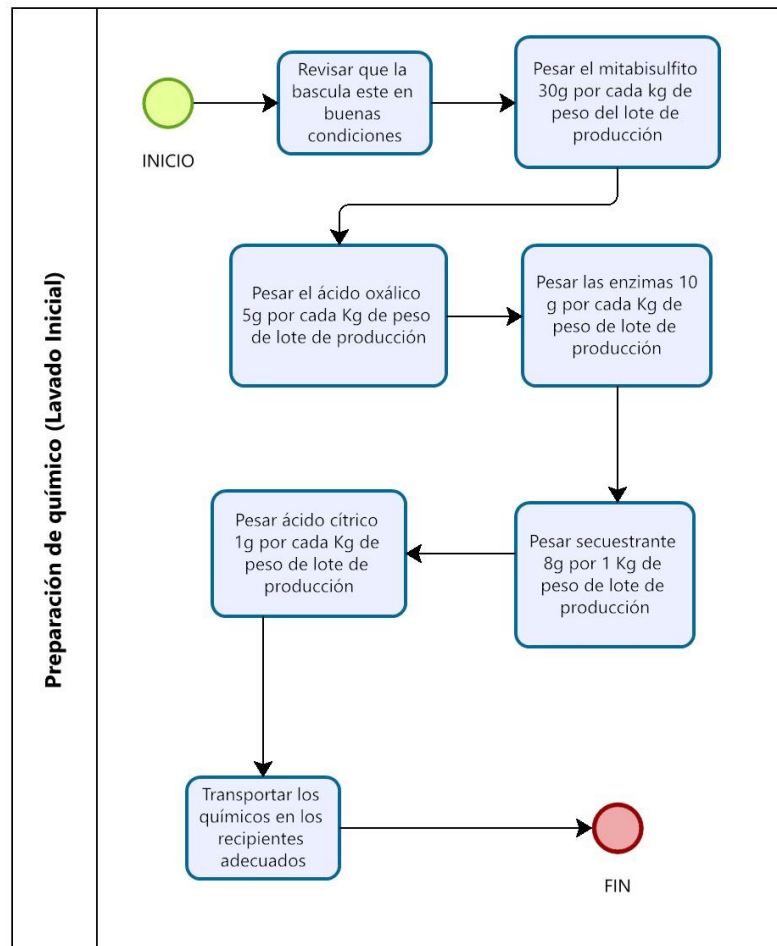 Preparación de químico (Lavado Inicial)
INICIO
Revisar que la
bascula este en
buenas
condiciones
Pesar el mitabisulfito
30g por cada kg de
peso del lote de
producción
Pesar el ácido oxálico
5g por cada Kg de peso
de lote de producción
Pesar las enzimas 10
g por cada Kg de
peso de lote de
producción
Pesar secuestrante
8g por 1 Kg de
peso de lote de
producción
Pesar ácido cítrico
1g por cada Kg de
peso de lote de
producción
Transportar los
químicos en los
recipientes
adecuados
FIN